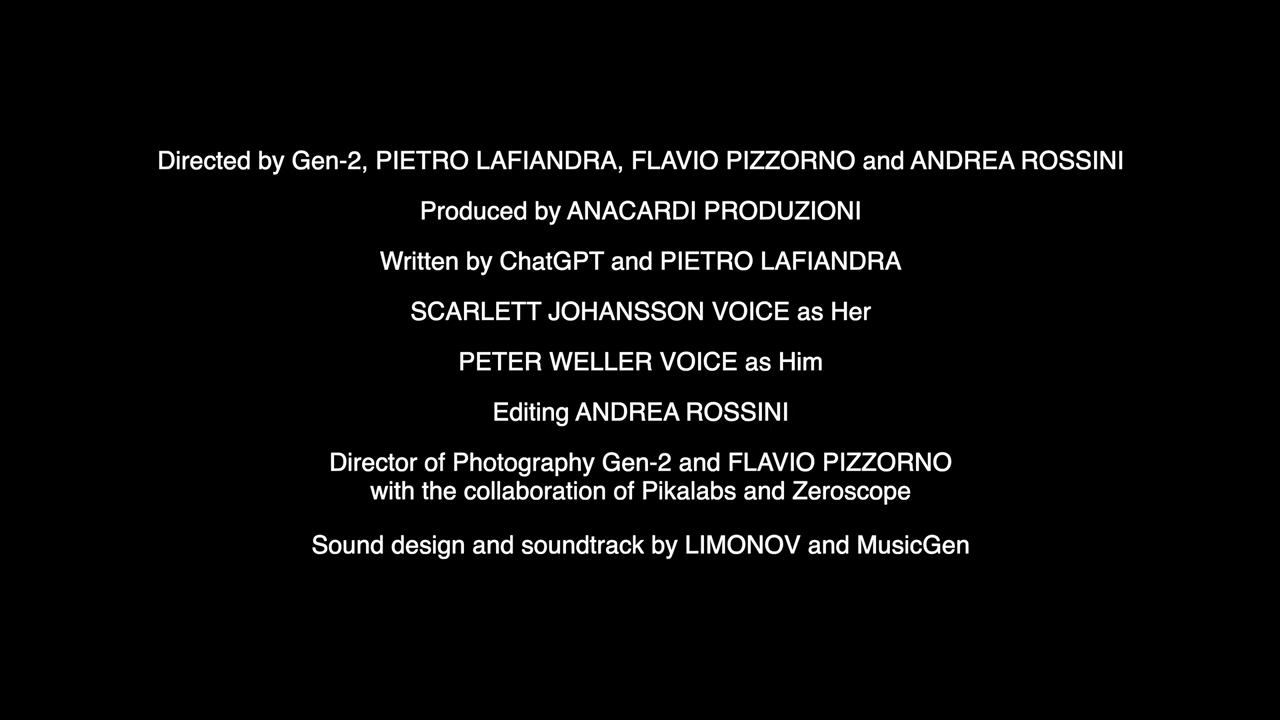 Directed by Gen-2, PIETRO LAFIANDRA, FLAVIO PIZZORNO and ANDREA ROSSINI
Produced by ANACARDI PRODUZIONI
Written by ChatGPT and PIETRO LAFIANDRA
SCARLETT JOHANSSON VOICE as Her
PETER WELLER VOICE as Him
Editing ANDREA ROSSINI
Director of Photography Gen-2 and FLAVIO PIZZORNO
with the collaboration of Pikalabs and Zeroscope
Sound design and soundtrack by LIMONOV and MusicGen